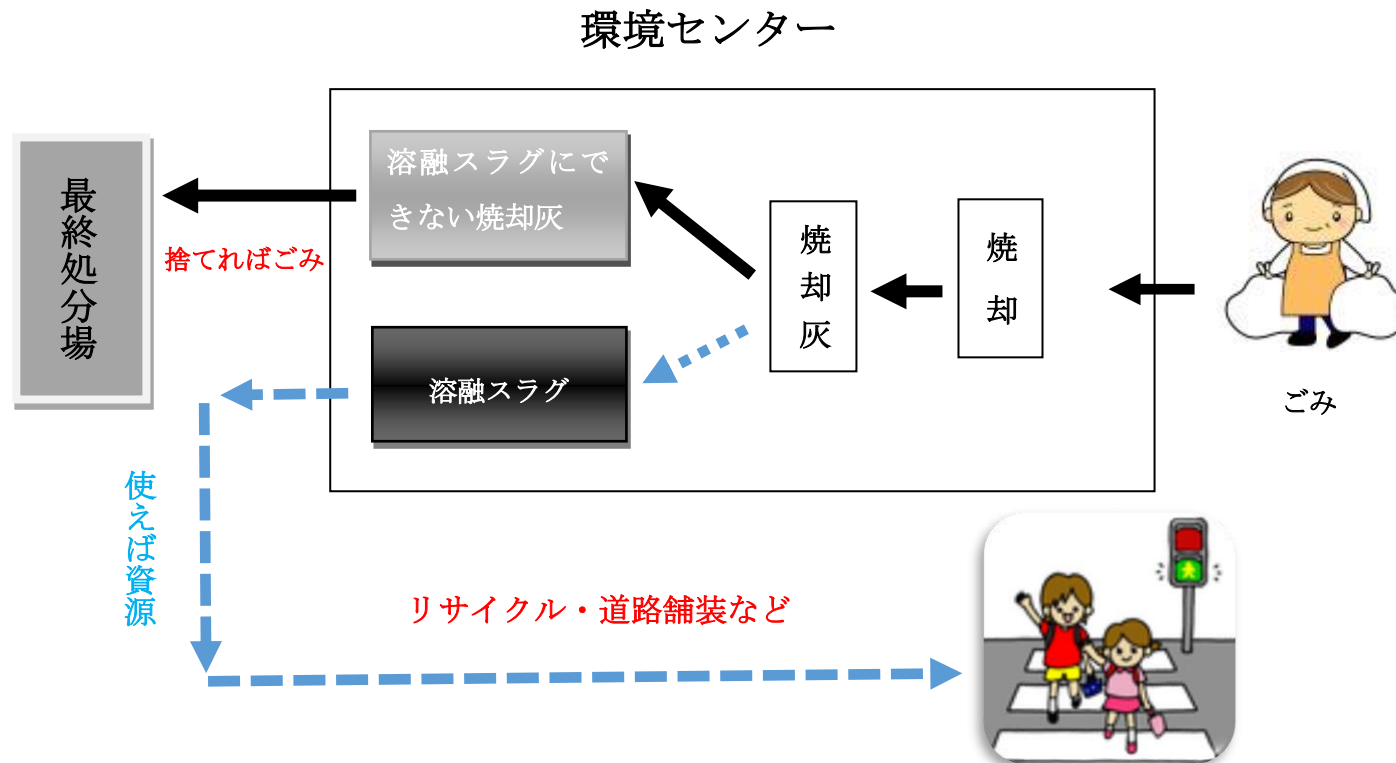 環境センター
最終処分場
捨てればごみ
溶融スラグにで
きない焼却灰
溶融スラグ
焼却灰
焼却
ごみ
使えば資源
リサイクル・道路舗装など